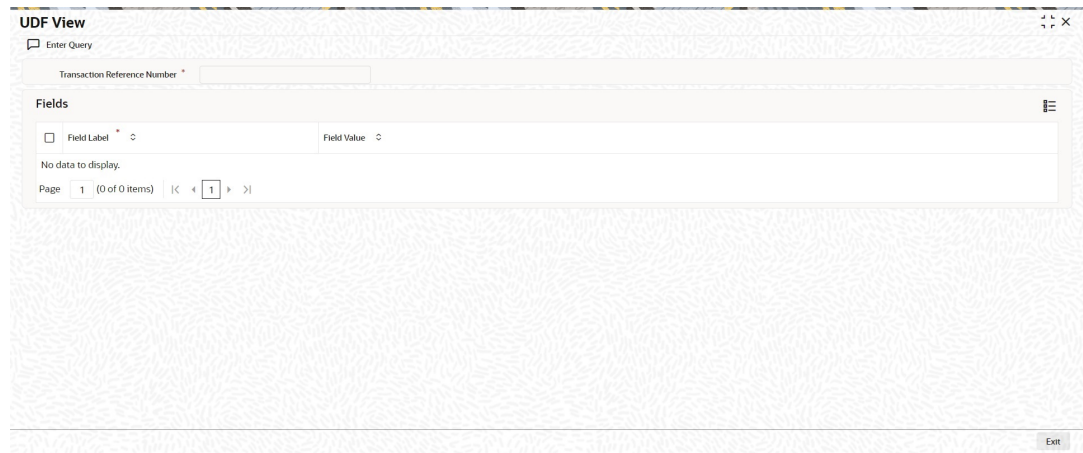 UDF View
Enter Query
Transaction Reference Number *
Fields
Field Label * Field Value
No data to display.
Page 1 (0 of 0 items) 1
Exit